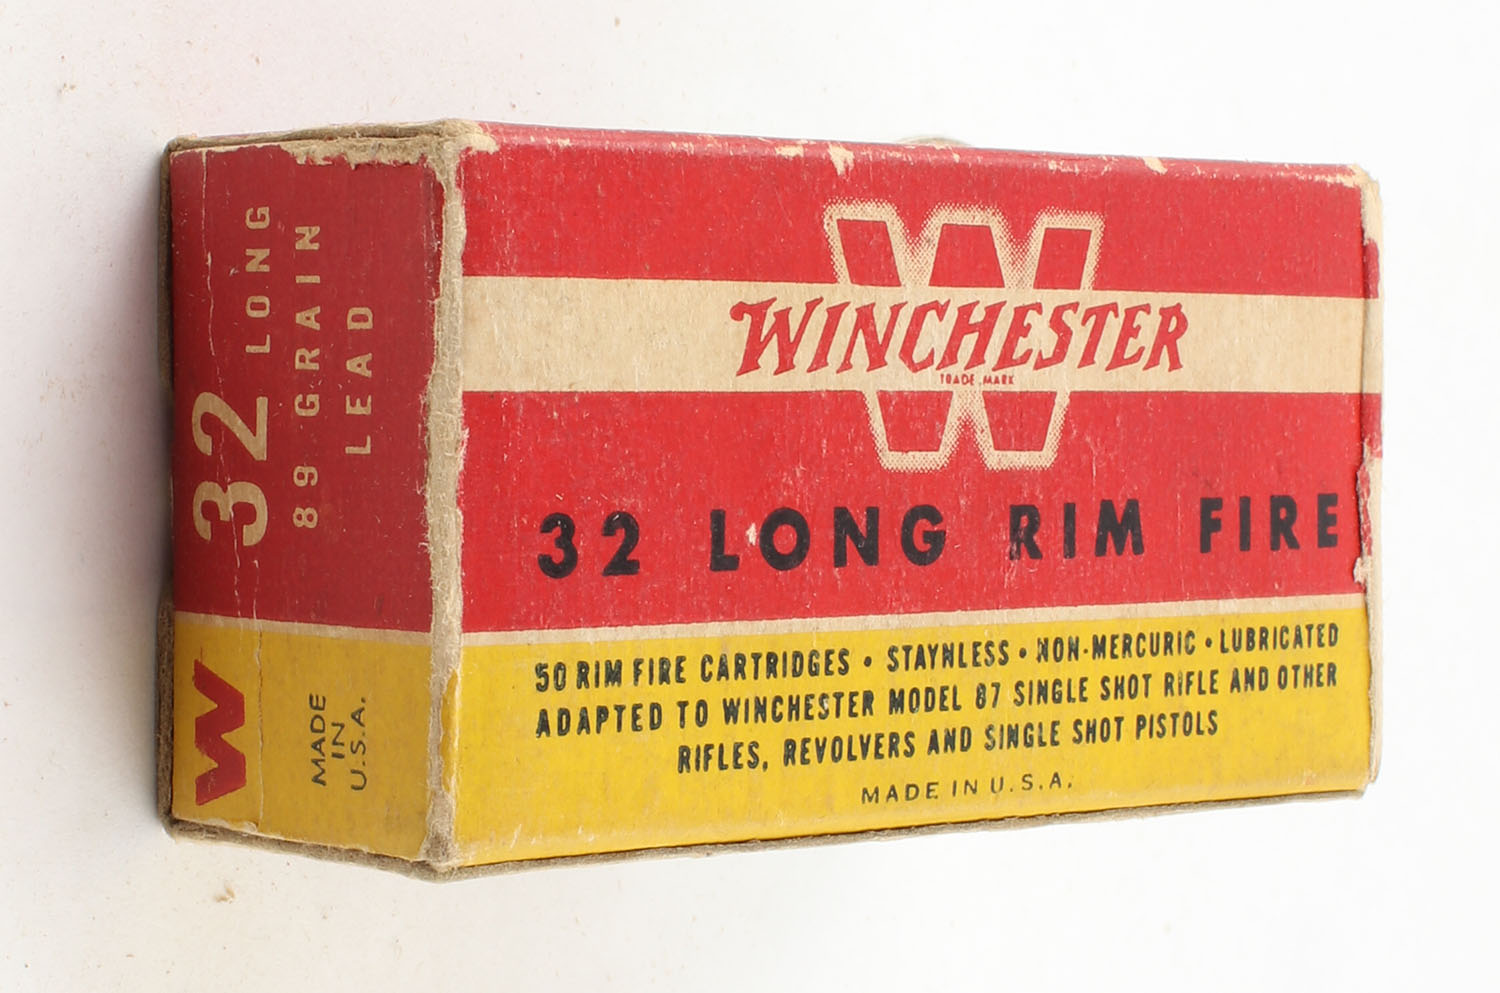 32 LONG
89 GRAIN
LEAD
W
MADE
IN
U.S.A.
W
WINCHESTER
TRADE MARK
32 LONG RIM FIRE
50 RIM FIRE CARTRIDGES • STAYNLESS • NON-MERCURIC • LUBRICATED
ADAPTED TO WINCHESTER MODEL 87 SINGLE SHOT RIFLE AND OTHER
RIFLES, REVOLVERS AND SINGLE SHOT PISTOLS
MADE IN U.S.A.